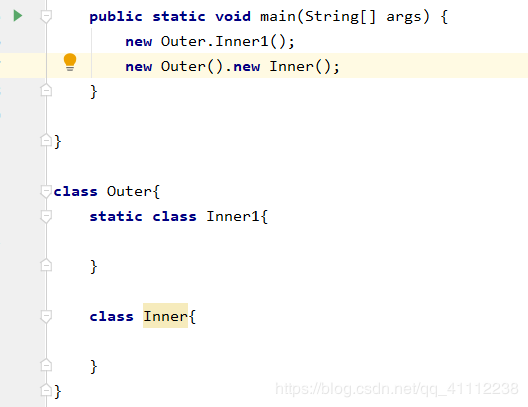 public static void main(String[] args) {
new Outer.Inner1();
new Outer().new Inner();
}
}
class Outer{
static class Inner1{
}
class Inner{
}
}
https://blog.csdn.net/qq_41112238